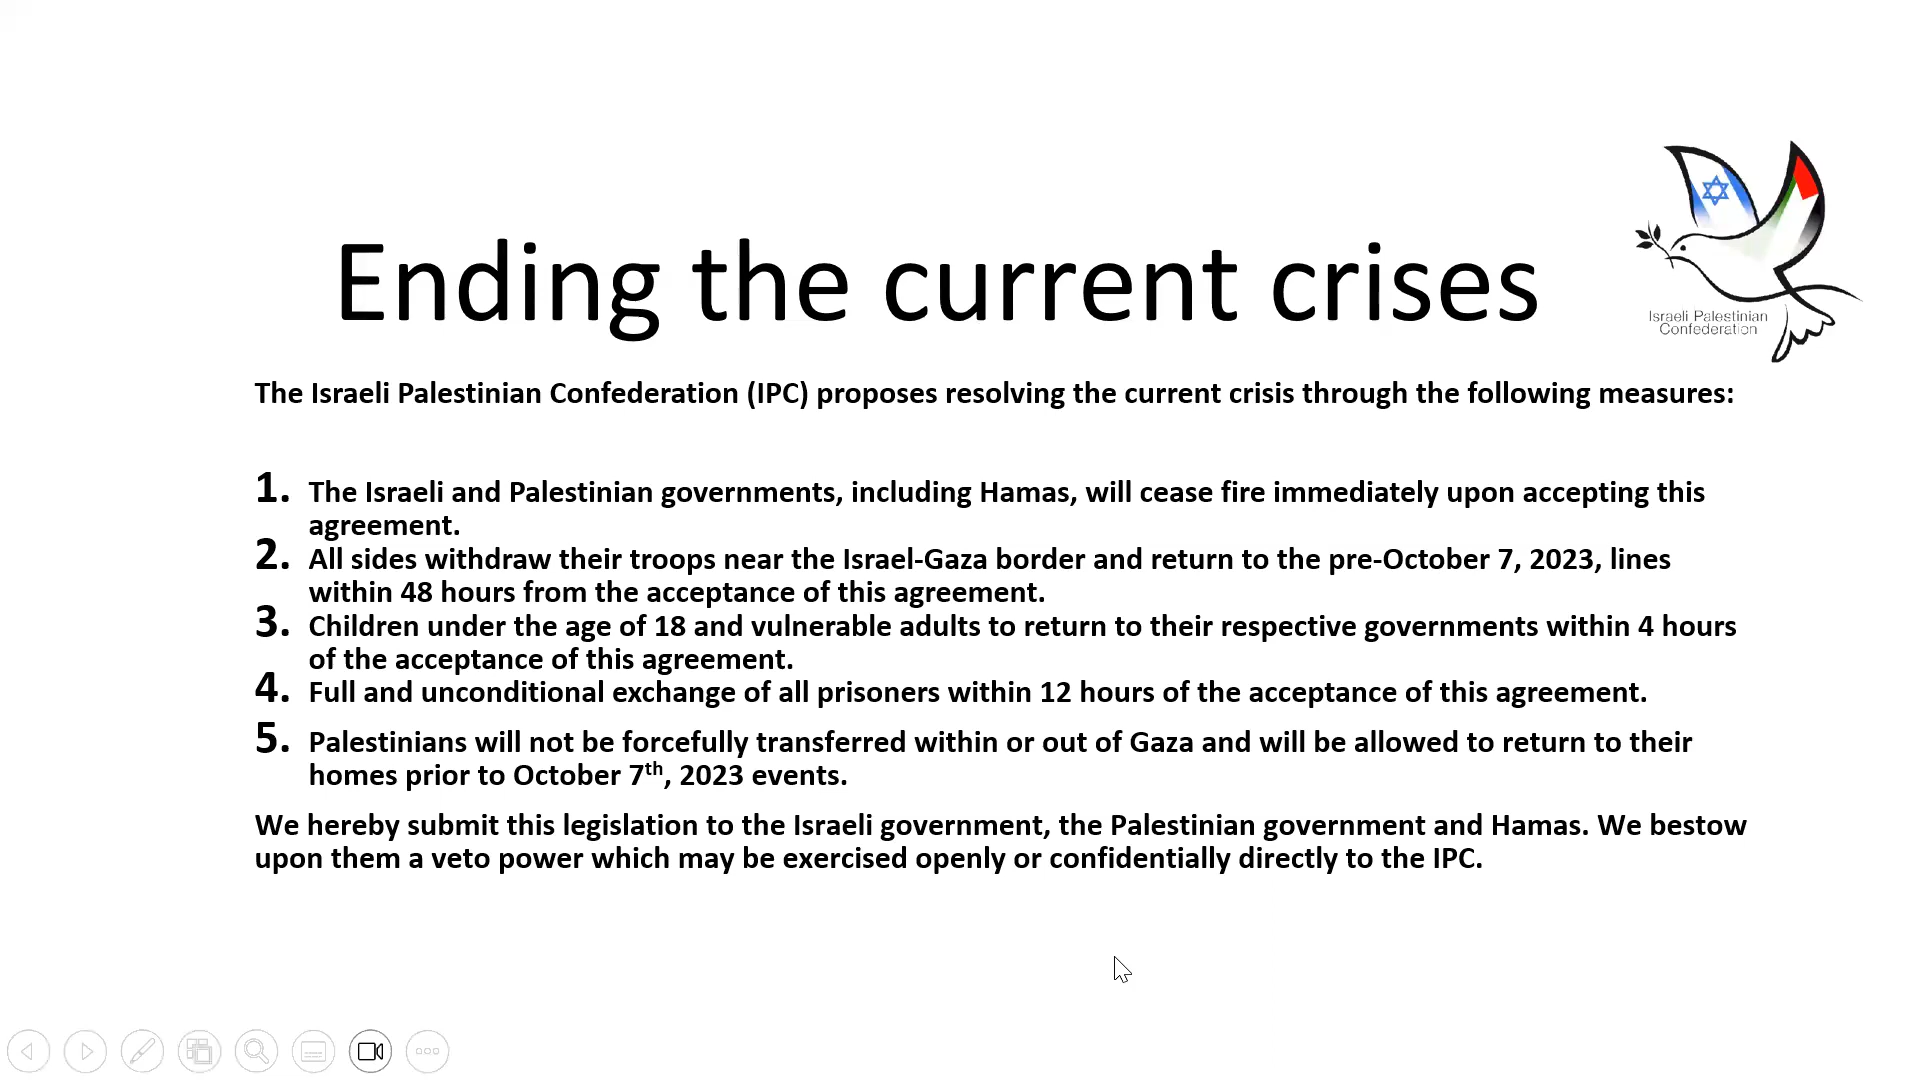 Ending the current crises
Israeli Palestinian
Confederation
The Israeli Palestinian Confederation (IPC) proposes resolving the current crisis through the following measures:
1. The Israeli and Palestinian governments, including Hamas, will cease fire immediately upon accepting this
agreement.
2. All sides withdraw their troops near the Israel-Gaza border and return to the pre-October 7, 2023, lines
within 48 hours from the acceptance of this agreement.
3. Children under the age of 18 and vulnerable adults to return to their respective governments within 4 hours
of the acceptance of this agreement.
4. Full and unconditional exchange of all prisoners within 12 hours of the acceptance of this agreement.
5. Palestinians will not be forcefully transferred within or out of Gaza and will be allowed to return to their
homes prior to October 7th, 2023 events.
We hereby submit this legislation to the Israeli government, the Palestinian government and Hamas. We bestow
upon them a veto power which may be exercised openly or confidentially directly to the IPC.